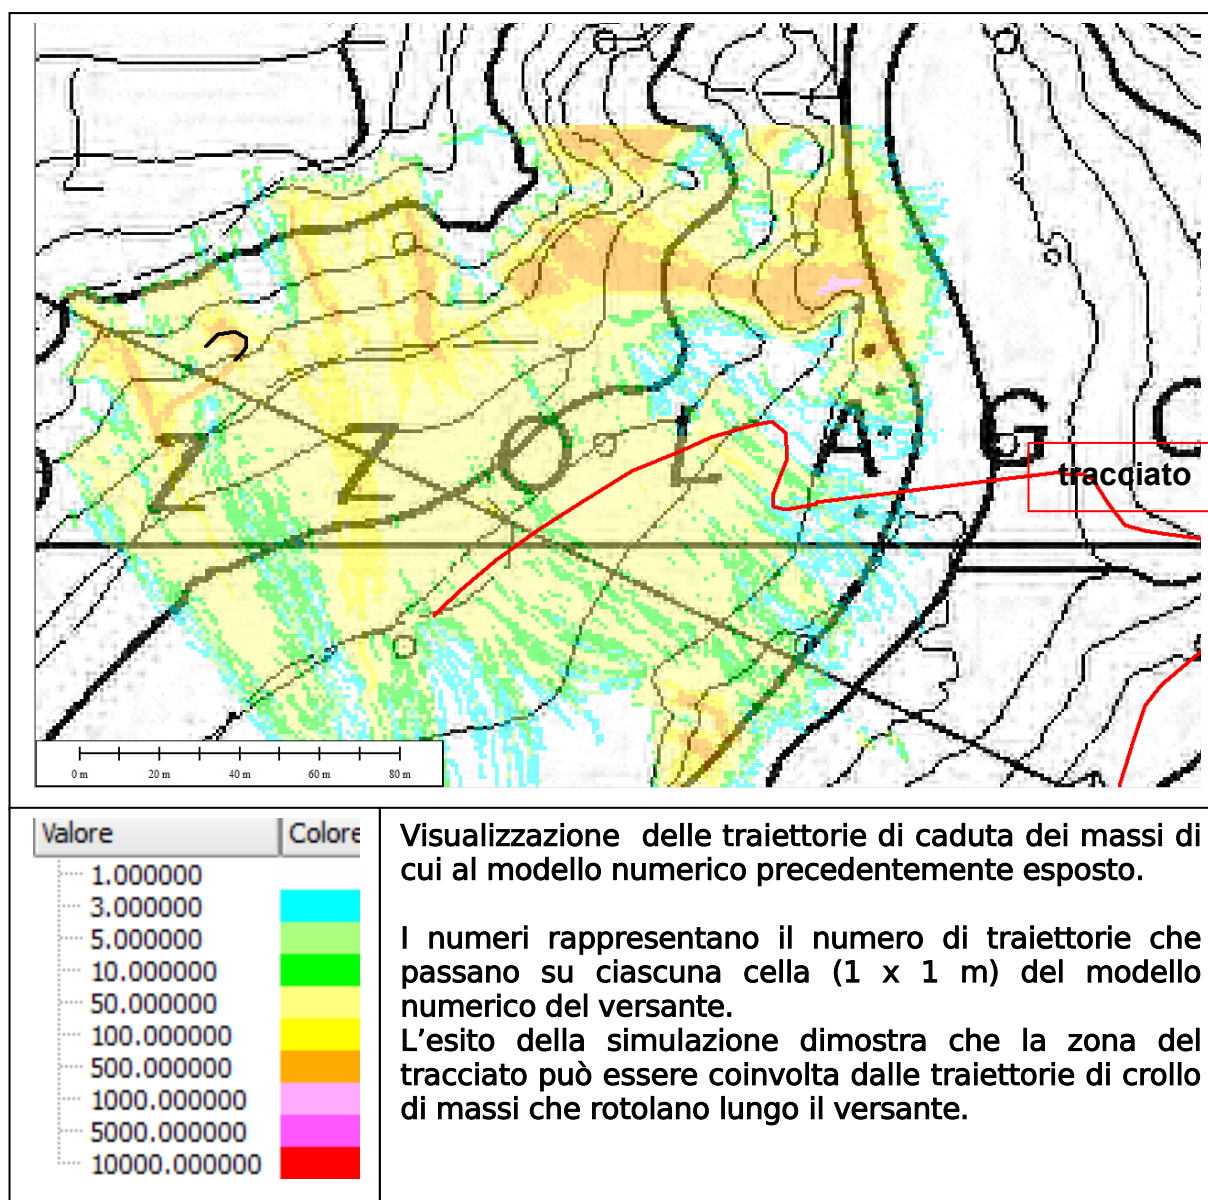 Z Z O L A G O
tracciato
0 m 20 m 40 m 60 m 80 m
Valore Colore
1.000000
3.000000
5.000000
10.000000
50.000000
100.000000
500.000000
1000.000000
5000.000000
10000.000000
Visualizzazione delle traiettorie di caduta dei massi di
cui al modello numerico precedentemente esposto.
I numeri rappresentano il numero di traiettorie che
passano su ciascuna cella (1 x 1 m) del modello
numerico del versante.
L’esito della simulazione dimostra che la zona del
tracciato può essere coinvolta dalle traiettorie di crollo
di massi che rotolano lungo il versante.